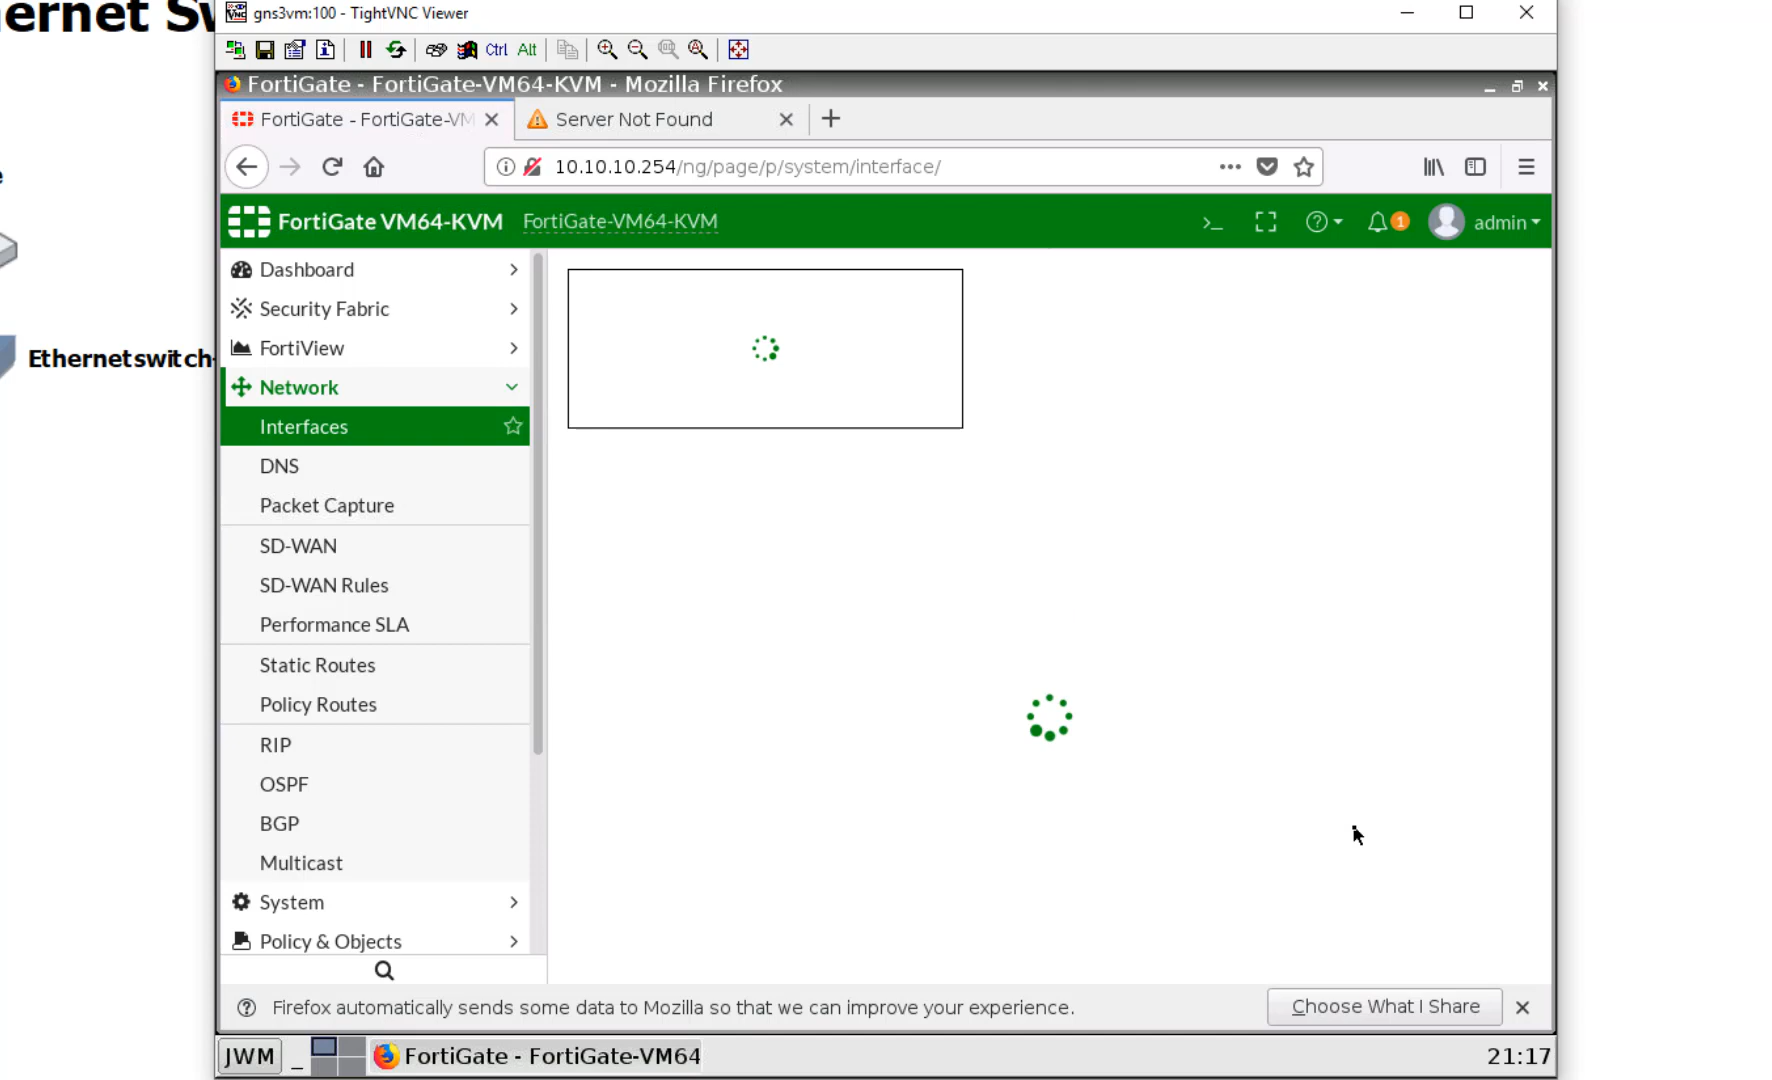 ernet Sw
gns3vm:100 - TightVNC Viewer
Ctrl Alt
FortiGate - FortiGate-VM64-KVM - Mozilla Firefox
FortiGate - FortiGate-VM
Server Not Found
10.10.10.254/ng/page/p/system/interface/
FortiGate VM64-KVM
FortiGate-VM64-KVM
>_
1
admin
Dashboard
Security Fabric
FortiView
Network
Interfaces
DNS
Packet Capture
SD-WAN
SD-WAN Rules
Performance SLA
Static Routes
Policy Routes
RIP
OSPF
BGP
Multicast
System
Policy & Objects
e
Ethernetswitch-
Firefox automatically sends some data to Mozilla so that we can improve your experience.
Choose What I Share
JWM
_
FortiGate - FortiGate-VM64
21:17